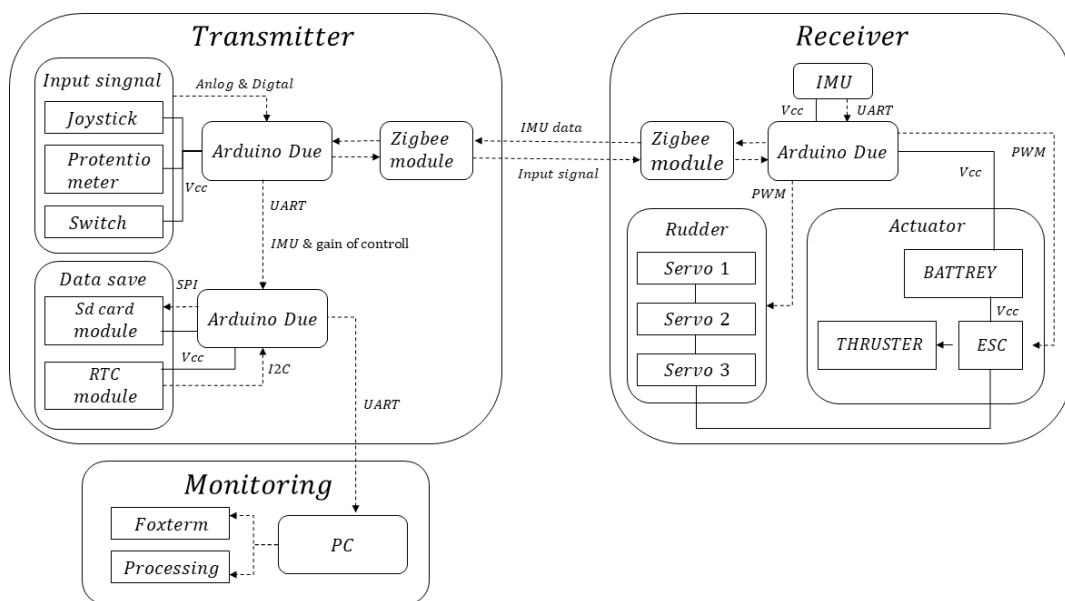 Transmitter
Input singnal
Joystick
Protentio
meter
Switch
Anlog & Digtal
Arduino Due
Vcc
Zigbee
module
UART
IMU & gain of controll
Data save
Sd card
module
RTC
module
SPI
Arduino Due
Vcc
I2C
UART
IMU data
Input signal
Receiver
IMU
Vcc
UART
Zigbee
module
Arduino Due
PWM
PWM
Vcc
Rudder
Servo 1
Servo 2
Servo 3
Actuator
BATTREY
Vcc
THRUSTER
ESC
Monitoring
Foxterm
Processing
PC